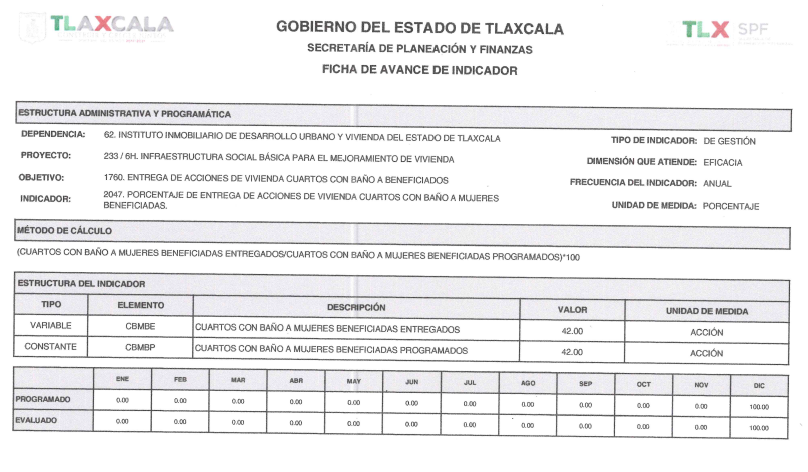 TLAXCALA
GOBIERNO DEL ESTADO DE TLAXCALA
TLX SPF
SECRETARÍA DE PLANEACIÓN Y FINANZAS
FICHA DE AVANCE DE INDICADOR
ESTRUCTURA ADMINISTRATIVA Y PROGRAMÁTICA
DEPENDENCIA: 62. INSTITUTO INMOBILIARIO DE DESARROLLO URBANO Y VIVIENDA DEL ESTADO DE TLAXCALA
TIPO DE INDICADOR: DE GESTIÓN
PROYECTO: 233 / 6H. INFRAESTRUCTURA SOCIAL BÁSICA PARA EL MEJORAMIENTO DE VIVIENDA
DIMENSIÓN QUE ATIENDE: EFICACIA
OBJETIVO: 1760. ENTREGA DE ACCIONES DE VIVIENDA CUARTOS CON BAÑO A BENEFICIADOS
FRECUENCIA DEL INDICADOR: ANUAL
INDICADOR: 2047. PORCENTAJE DE ENTREGA DE ACCIONES DE VIVIENDA CUARTOS CON BAÑO A MUJERES
BENEFICIADAS.
UNIDAD DE MEDIDA: PORCENTAJE
MÉTODO DE CÁLCULO
(CUARTOS CON BAÑO A MUJERES BENEFICIADAS ENTREGADOS/CUARTOS CON BAÑO A MUJERES BENEFICIADAS PROGRAMADOS)*100
ESTRUCTURA DEL INDICADOR
TIPO ELEMENTO DESCRIPCIÓN VALOR UNIDAD DE MEDIDA
VARIABLE CBMBE CUARTOS CON BAÑO A MUJERES BENEFICIADAS ENTREGADOS 42.00 ACCIÓN
CONSTANTE CBMBP CUARTOS CON BAÑO A MUJERES BENEFICIADAS PROGRAMADOS 42.00 ACCIÓN
ENE FEB MAR ABR MAY JUN JUL AGO SEP OCT NOV DIC
PROGRAMADO 0.00 0.00 0.00 0.00 0.00 0.00 0.00 0.00 0.00 0.00 0.00 100.00
EVALUADO 0.00 0.00 0.00 0.00 0.00 0.00 0.00 0.00 0.00 0.00 0.00 100.00